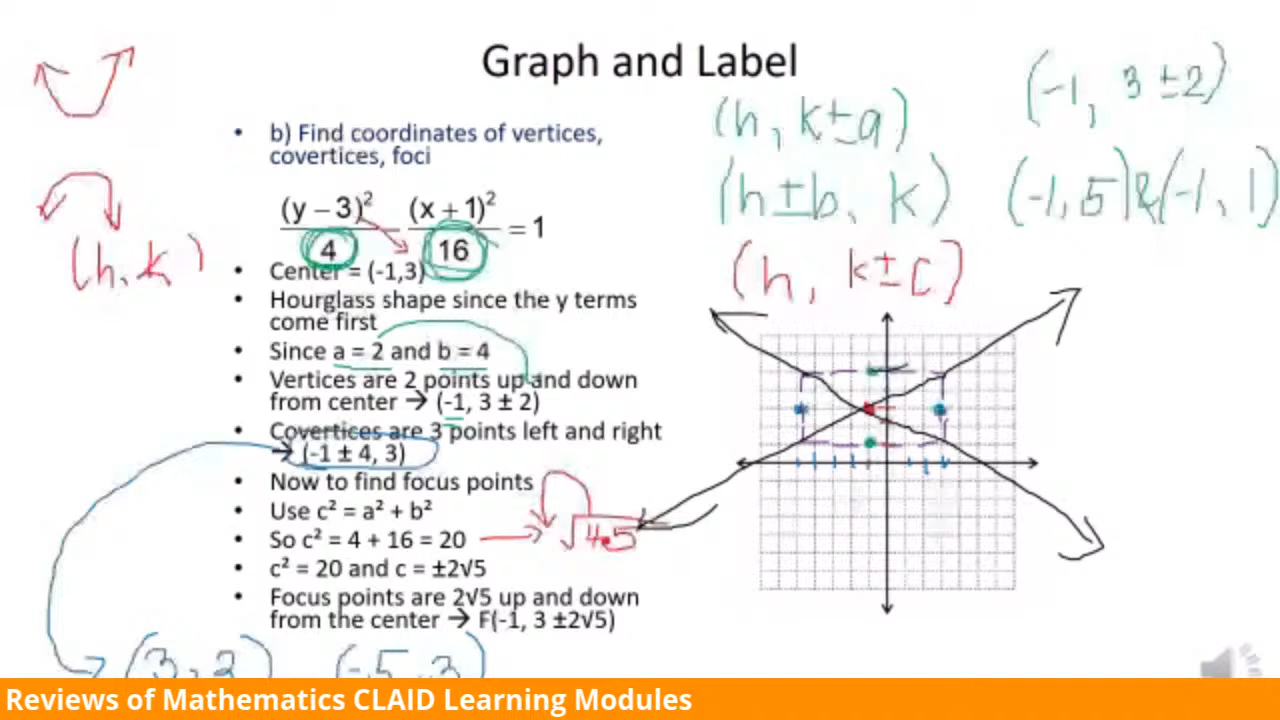 Graph and Label
(h, k±a)
(-1, 3 ±2)
(h±b, k)
(-1, 5) & (-1, 1)
(h, k±c)
(h, k)
• b) Find coordinates of vertices,
covertices, foci
(y – 3)² (x + 1)²
4 − 16 = 1
• Center = (-1,3)
• Hourglass shape since the y terms
come first
• Since a = 2 and b = 4
• Vertices are 2 points up and down
from center → (-1, 3 ± 2)
• Covertices are 3 points left and right
→ (-1 ± 4, 3)
• Now to find focus points
• Use c² = a² + b²
• So c² = 4 + 16 = 20
√4·5
• c² = 20 and c = ±2√5
• Focus points are 2√5 up and down
from the center → F(-1, 3 ±2√5)
(3, 3) (-5, 3)
Reviews of Mathematics CLAID Learning Modules